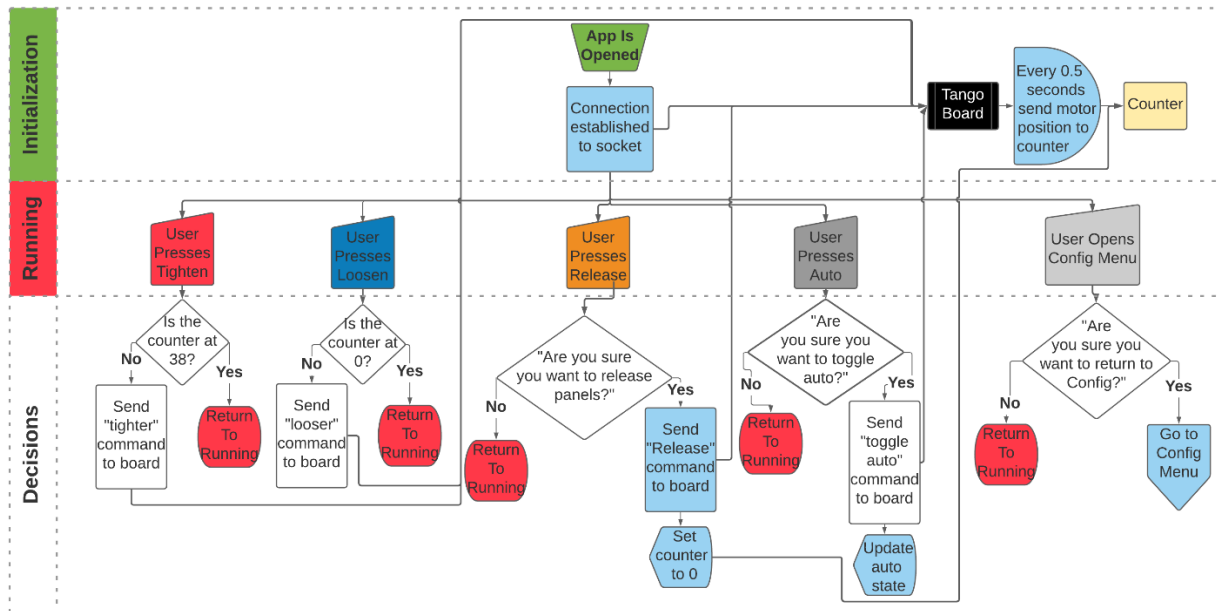 Initialization
App Is
Opened
Connection
established
to socket
Tango
Board
Every 0.5
seconds
send motor
position to
counter
Counter
Running
User
Presses
Tighten
User
Presses
Loosen
User
Presses
Release
User
Presses
Auto
User Opens
Config Menu
Decisions
Is the
counter at
38?
No
Yes
Send
"tighter"
command
to board
Return
To
Running
Is the
counter at
0?
No
Yes
Send
"looser"
command
to board
Return
To
Running
"Are you sure
you want to release
panels?"
No
Yes
Return
To
Running
Send
"Release"
command
to board
Set
counter
to 0
"Are
you sure you
want to toggle
auto?"
No
Yes
Return
To
Running
Send
"toggle
auto"
command
to board
Update
auto
state
"Are
you sure you
want to return to
Config?"
No
Yes
Return
To
Running
Go to
Config
Menu